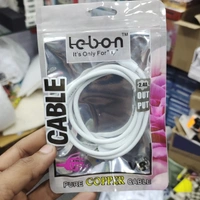 Lebon
It's Only For
CABLE
2.4A
OUT
PUT
PURE COPPER CABLE